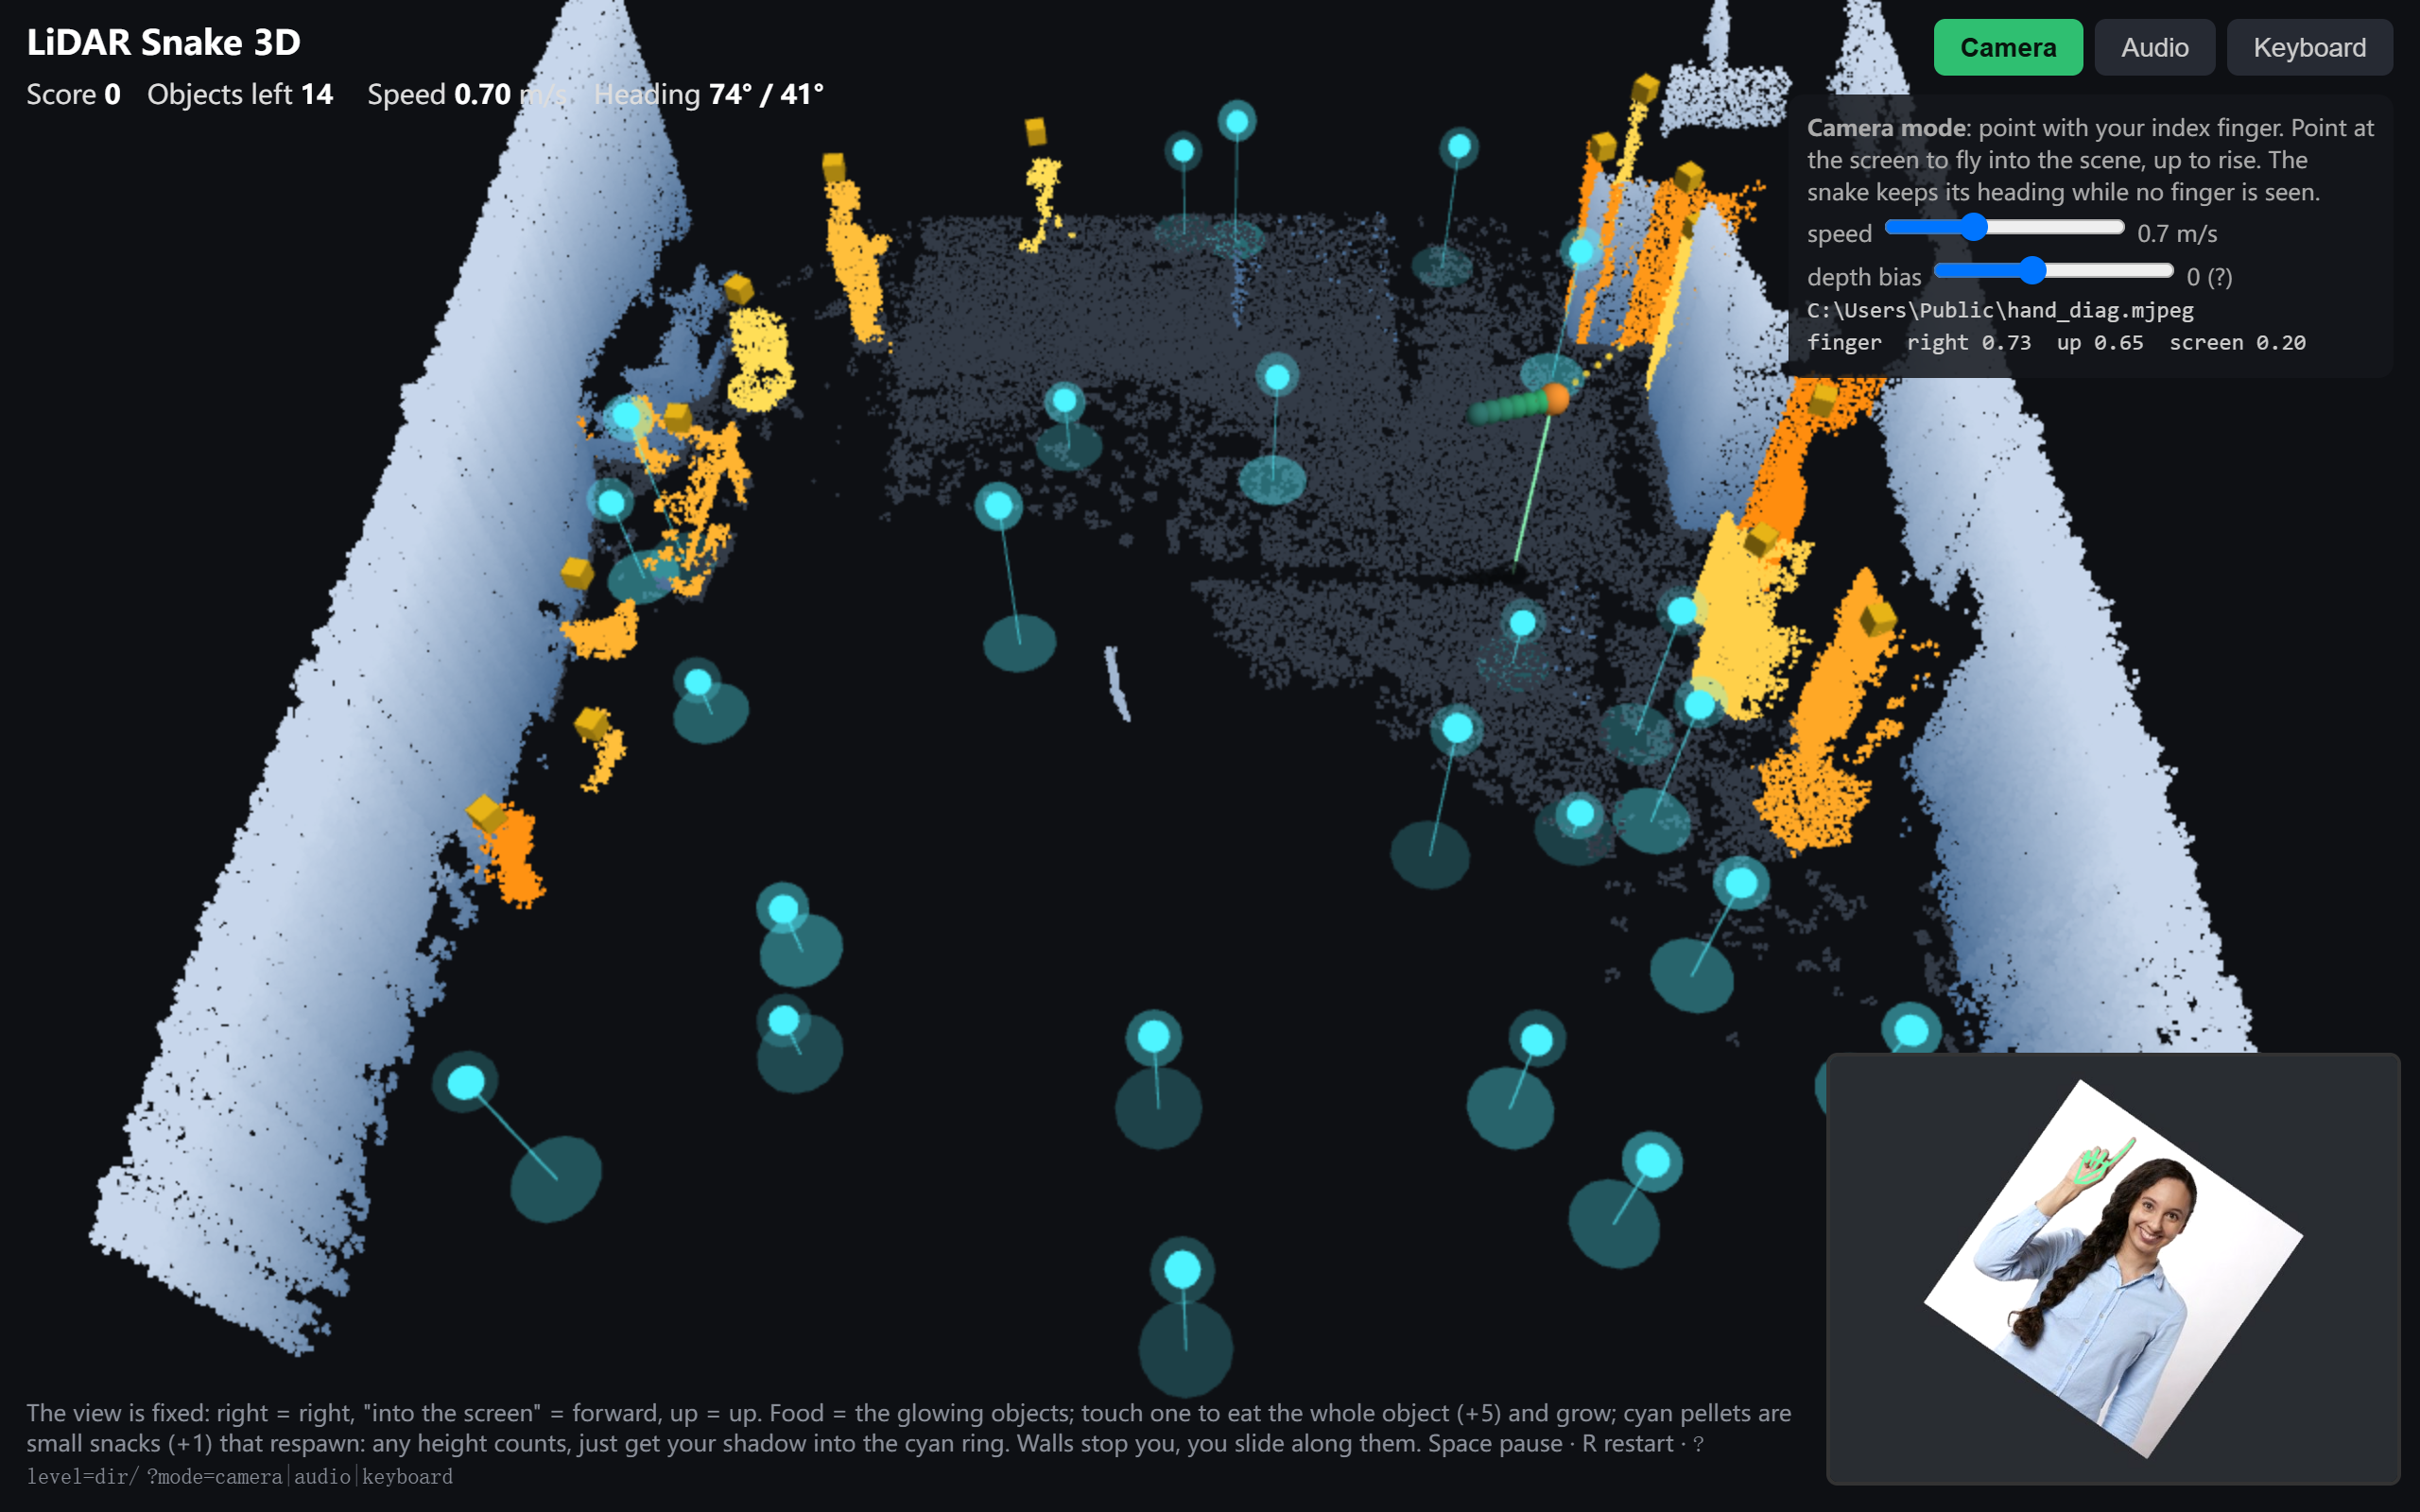 LiDAR Snake 3D
Score 0 Objects left 14 Speed 0.70 m/s Heading 74° / 41°
Camera Audio Keyboard
Camera mode: point with your index finger. Point at
the screen to fly into the scene, up to rise. The
snake keeps its heading while no finger is seen.
speed 0.7 m/s
depth bias 0 (?)
C:\Users\Public\hand_diag.mjpeg
finger right 0.73 up 0.65 screen 0.20
The view is fixed: right = right, "into the screen" = forward, up = up. Food = the glowing objects; touch one to eat the whole object (+5) and grow; cyan pellets are
small snacks (+1) that respawn: any height counts, just get your shadow into the cyan ring. Walls stop you, you slide along them. Space pause · R restart · ?
level=dir/ ?mode=camera|audio|keyboard